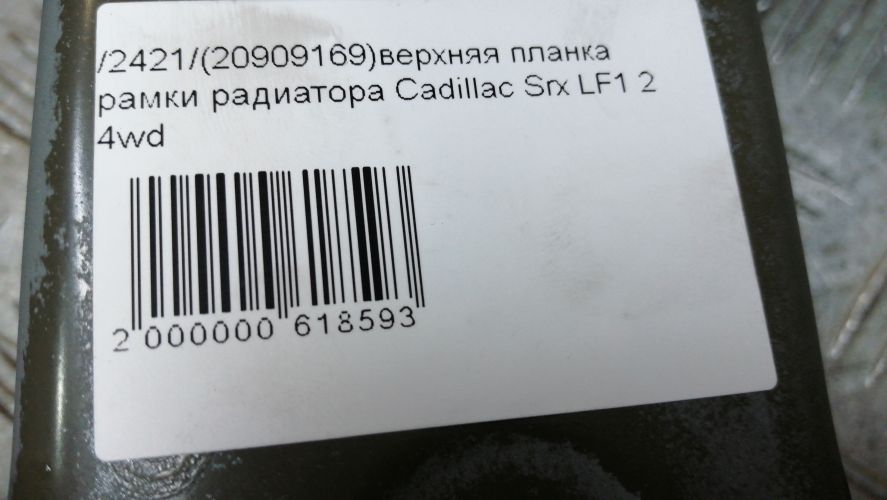 /2421/(20909169)верхняя планка
рамки радиатора Cadillac Srx LF1 2
4wd
2 000000 618593